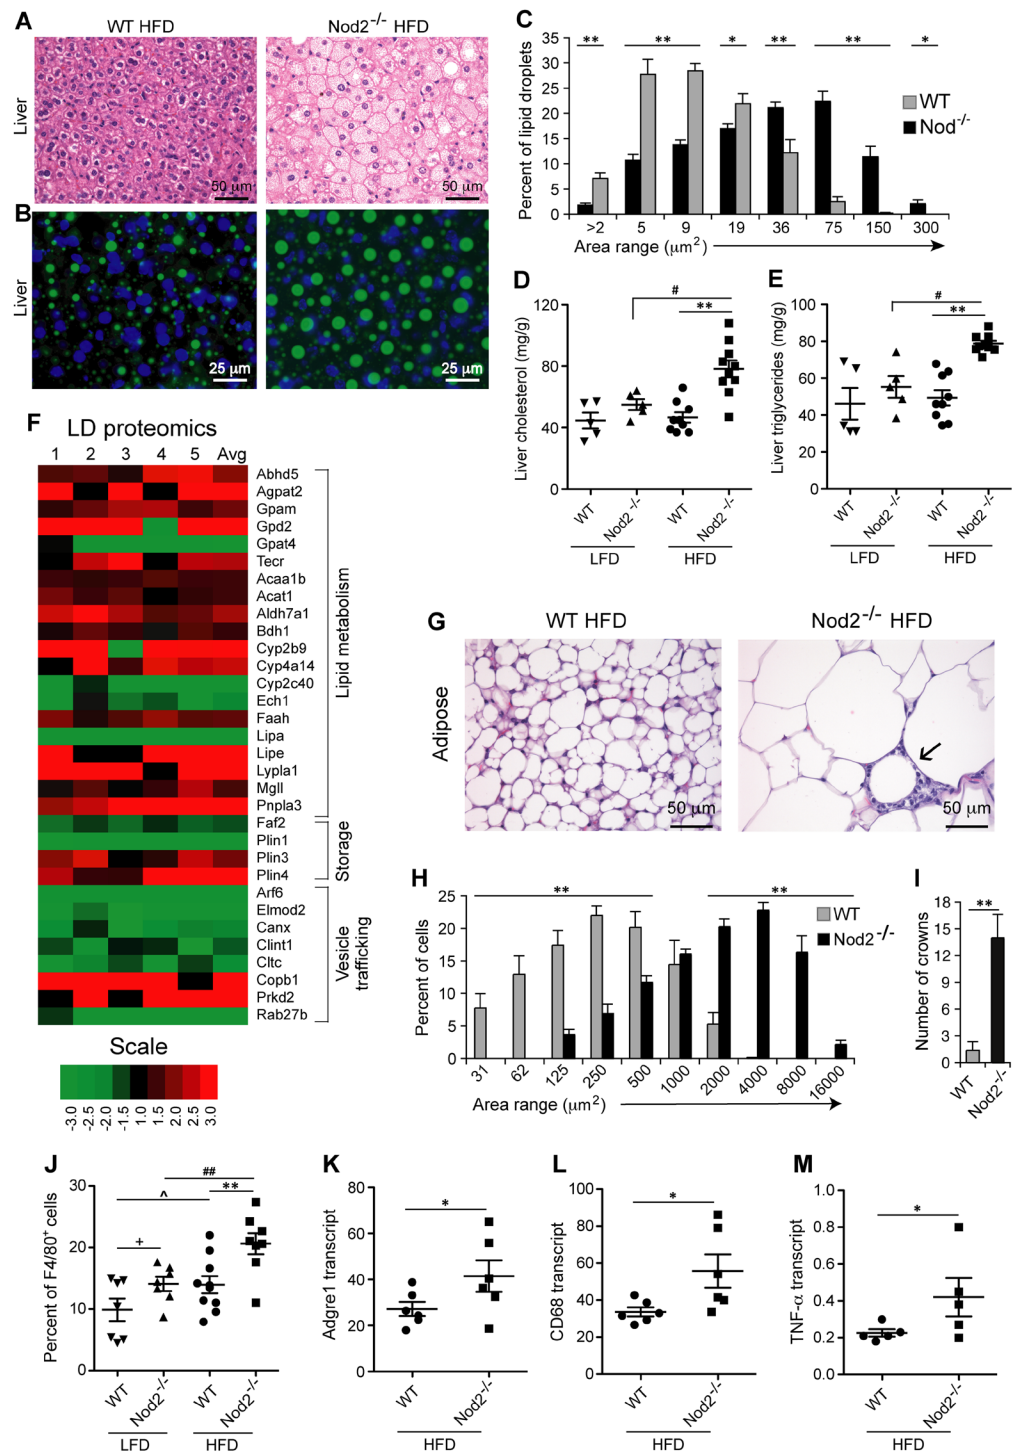 A
WT HFD
Nod2-/- HFD
Liver
50 µm
50 µm
B
Liver
25 µm
25 µm
C
Percent of lipid droplets
35
30
25
20
15
10
5
0
** ** * ** ** *
WT
Nod-/-
>2 5 9 19 36 75 150 300
Area range (µm2)
D
Liver cholesterol (mg/g)
120
80
40
0
#
**
WT Nod2-/- WT Nod2-/-
LFD HFD
E
Liver triglycerides (mg/g)
100
80
60
40
20
0
#
**
WT Nod2-/- WT Nod2-/-
LFD HFD
F
LD proteomics
1 2 3 4 5 Avg
Abhd5
Agpat2
Gpam
Gpd2
Gpat4
Tecr
Acaa1b
Acat1
Aldh7a1
Bdh1
Cyp2b9
Cyp4a14
Cyp2c40
Ech1
Faah
Lipa
Lipe
Lypla1
Mgll
Pnpla3
Faf2
Plin1
Plin3
Plin4
Arf6
Elmod2
Canx
Clint1
Cltc
Copb1
Prkd2
Rab27b
Lipid metabolism
Storage
Vesicle
trafficking
Scale
-3.0 -2.5 -2.0 -1.5 1.0 1.5 2.0 2.5 3.0
G
WT HFD
Nod2-/- HFD
Adipose
50 µm
50 µm
H
Percent of cells
25
20
15
10
5
0
** **
WT
Nod2-/-
31 62 125 250 500 1000 2000 4000 8000 16000
Area range (µm2)
I
Number of crowns
18
15
12
9
6
3
0
**
WT Nod2-/-
J
Percent of F4/80+ cells
30
20
10
0
##
^ **
+
WT Nod2-/- WT Nod2-/-
LFD HFD
K
Adgre1 transcript
80
60
40
20
0
*
WT Nod2-/-
HFD
L
CD68 transcript
100
80
60
40
20
0
*
WT Nod2-/-
HFD
M
TNF-α transcript
1.0
0.8
0.6
0.4
0.2
0.0
*
WT Nod2-/-
HFD